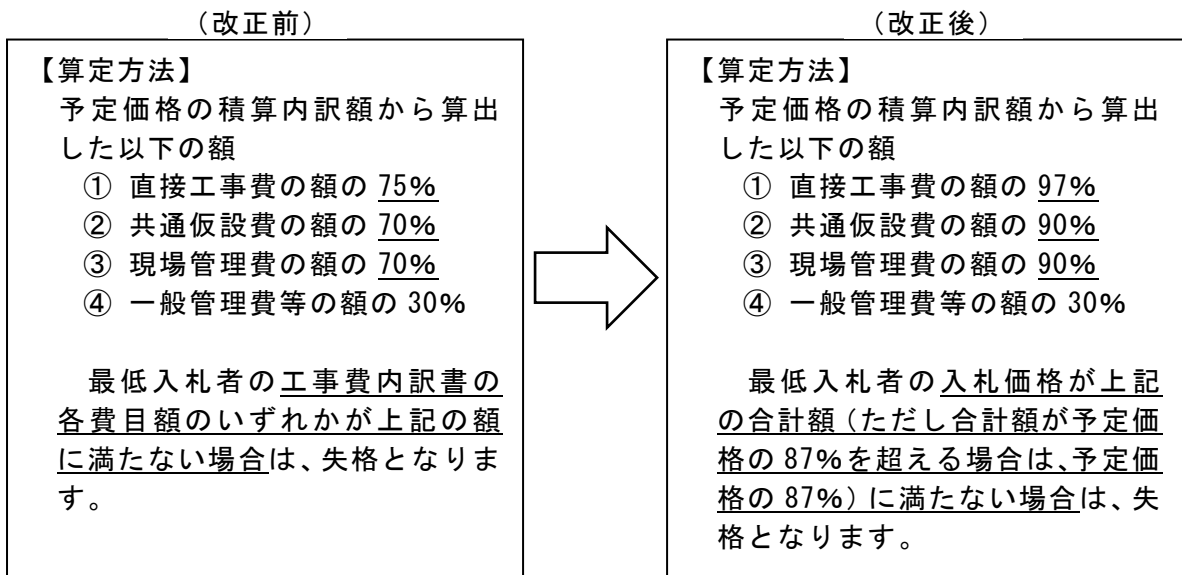 （改正前）
【算定方法】
予定価格の積算内訳額から算出
した以下の額
① 直接工事費の額の 75%
② 共通仮設費の額の 70%
③ 現場管理費の額の 70%
④ 一般管理費等の額の 30%
最低入札者の工事費内訳書の
各費目額のいずれかが上記の額
に満たない場合は、失格となりま
す。
（改正後）
【算定方法】
予定価格の積算内訳額から算出
した以下の額
① 直接工事費の額の 97%
② 共通仮設費の額の 90%
③ 現場管理費の額の 90%
④ 一般管理費等の額の 30%
最低入札者の入札価格が上記
の合計額（ただし合計額が予定価
格の 87%を超える場合は、予定価
格の 87%）に満たない場合は、失
格となります。